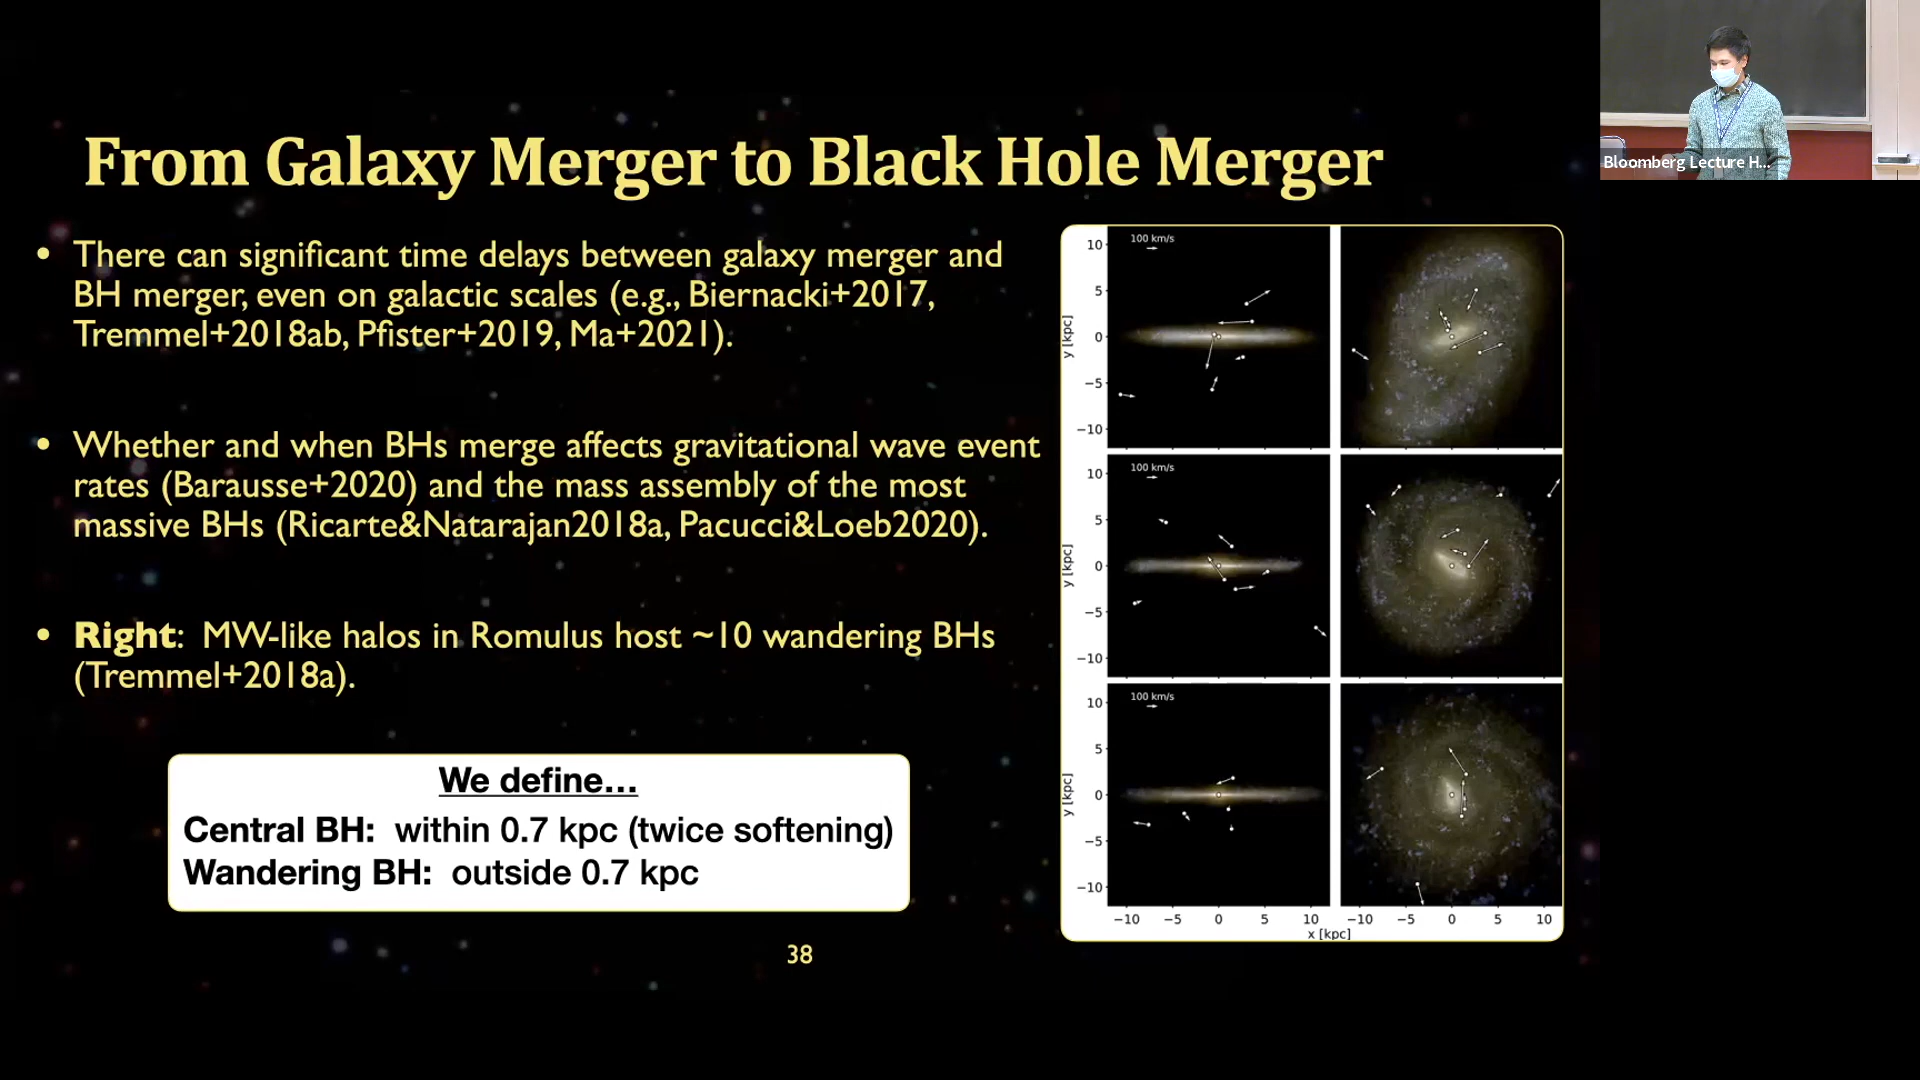 From Galaxy Merger to Black Hole Merger
• There can significant time delays between galaxy merger and
BH merger, even on galactic scales (e.g., Biernacki+2017,
Tremmel+2018ab, Pfister+2019, Ma+2021).
• Whether and when BHs merge affects gravitational wave event
rates (Barausse+2020) and the mass assembly of the most
massive BHs (Ricarte&Natarajan2018a, Pacucci&Loeb2020).
• Right: MW-like halos in Romulus host ~10 wandering BHs
(Tremmel+2018a).
We define...
Central BH: within 0.7 kpc (twice softening)
Wandering BH: outside 0.7 kpc
38
100 km/s
10
5
0
−5
−10
y [kpc]
100 km/s
10
5
0
−5
−10
y [kpc]
100 km/s
10
5
0
−5
−10
y [kpc]
−10 −5 0 5 10 −10 −5 0 5 10
x [kpc]
Bloomberg Lecture H...